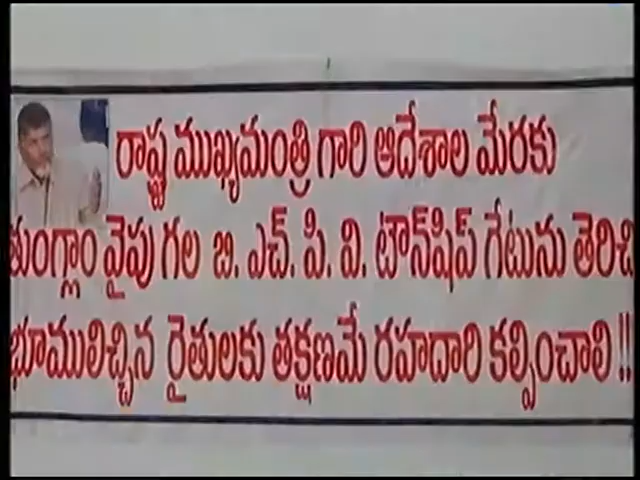 రాష్ట్ర ముఖ్యమంత్రి గారి ఆదేశాల మేరకు
తుంగ్లాం వైపు గల బి. ఎచ్. పి. వి. టౌన్‌షిప్ గేటును తెరిచి
భూములిచ్చిన రైతులకు తక్షణమే రహదారి కల్పించాలి !!